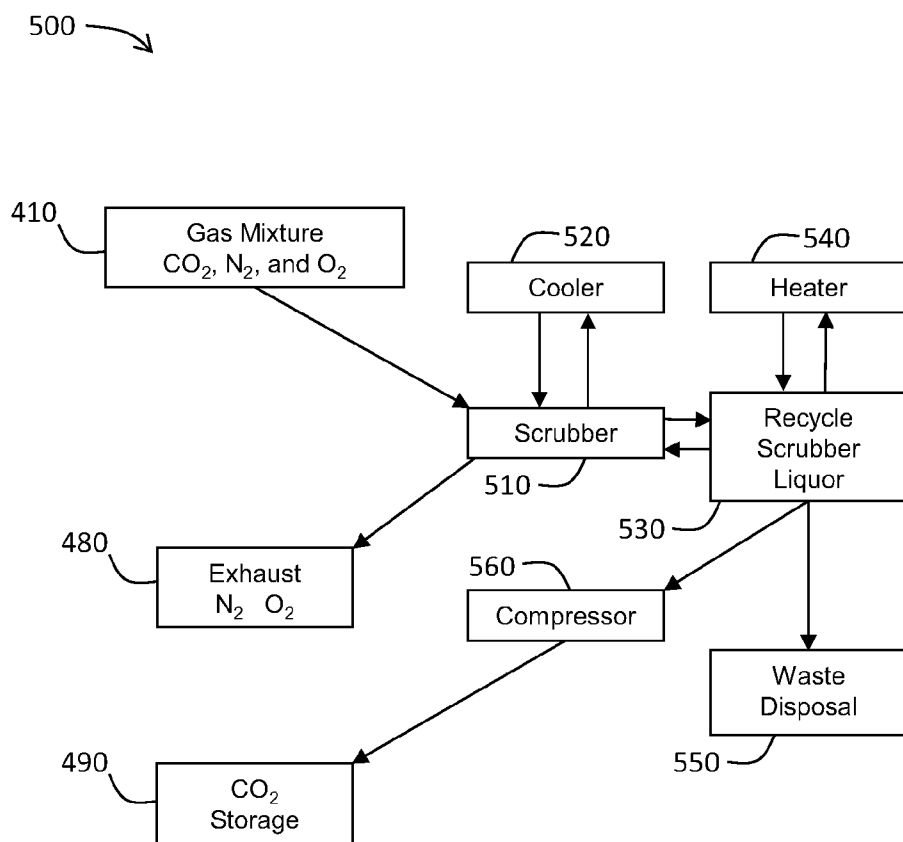 500
410
Gas Mixture
CO₂, N₂, and O₂
520
Cooler
540
Heater
Scrubber
510
Recycle
Scrubber
Liquor
530
480
Exhaust
N₂ O₂
560
Compressor
Waste
Disposal
550
490
CO₂
Storage